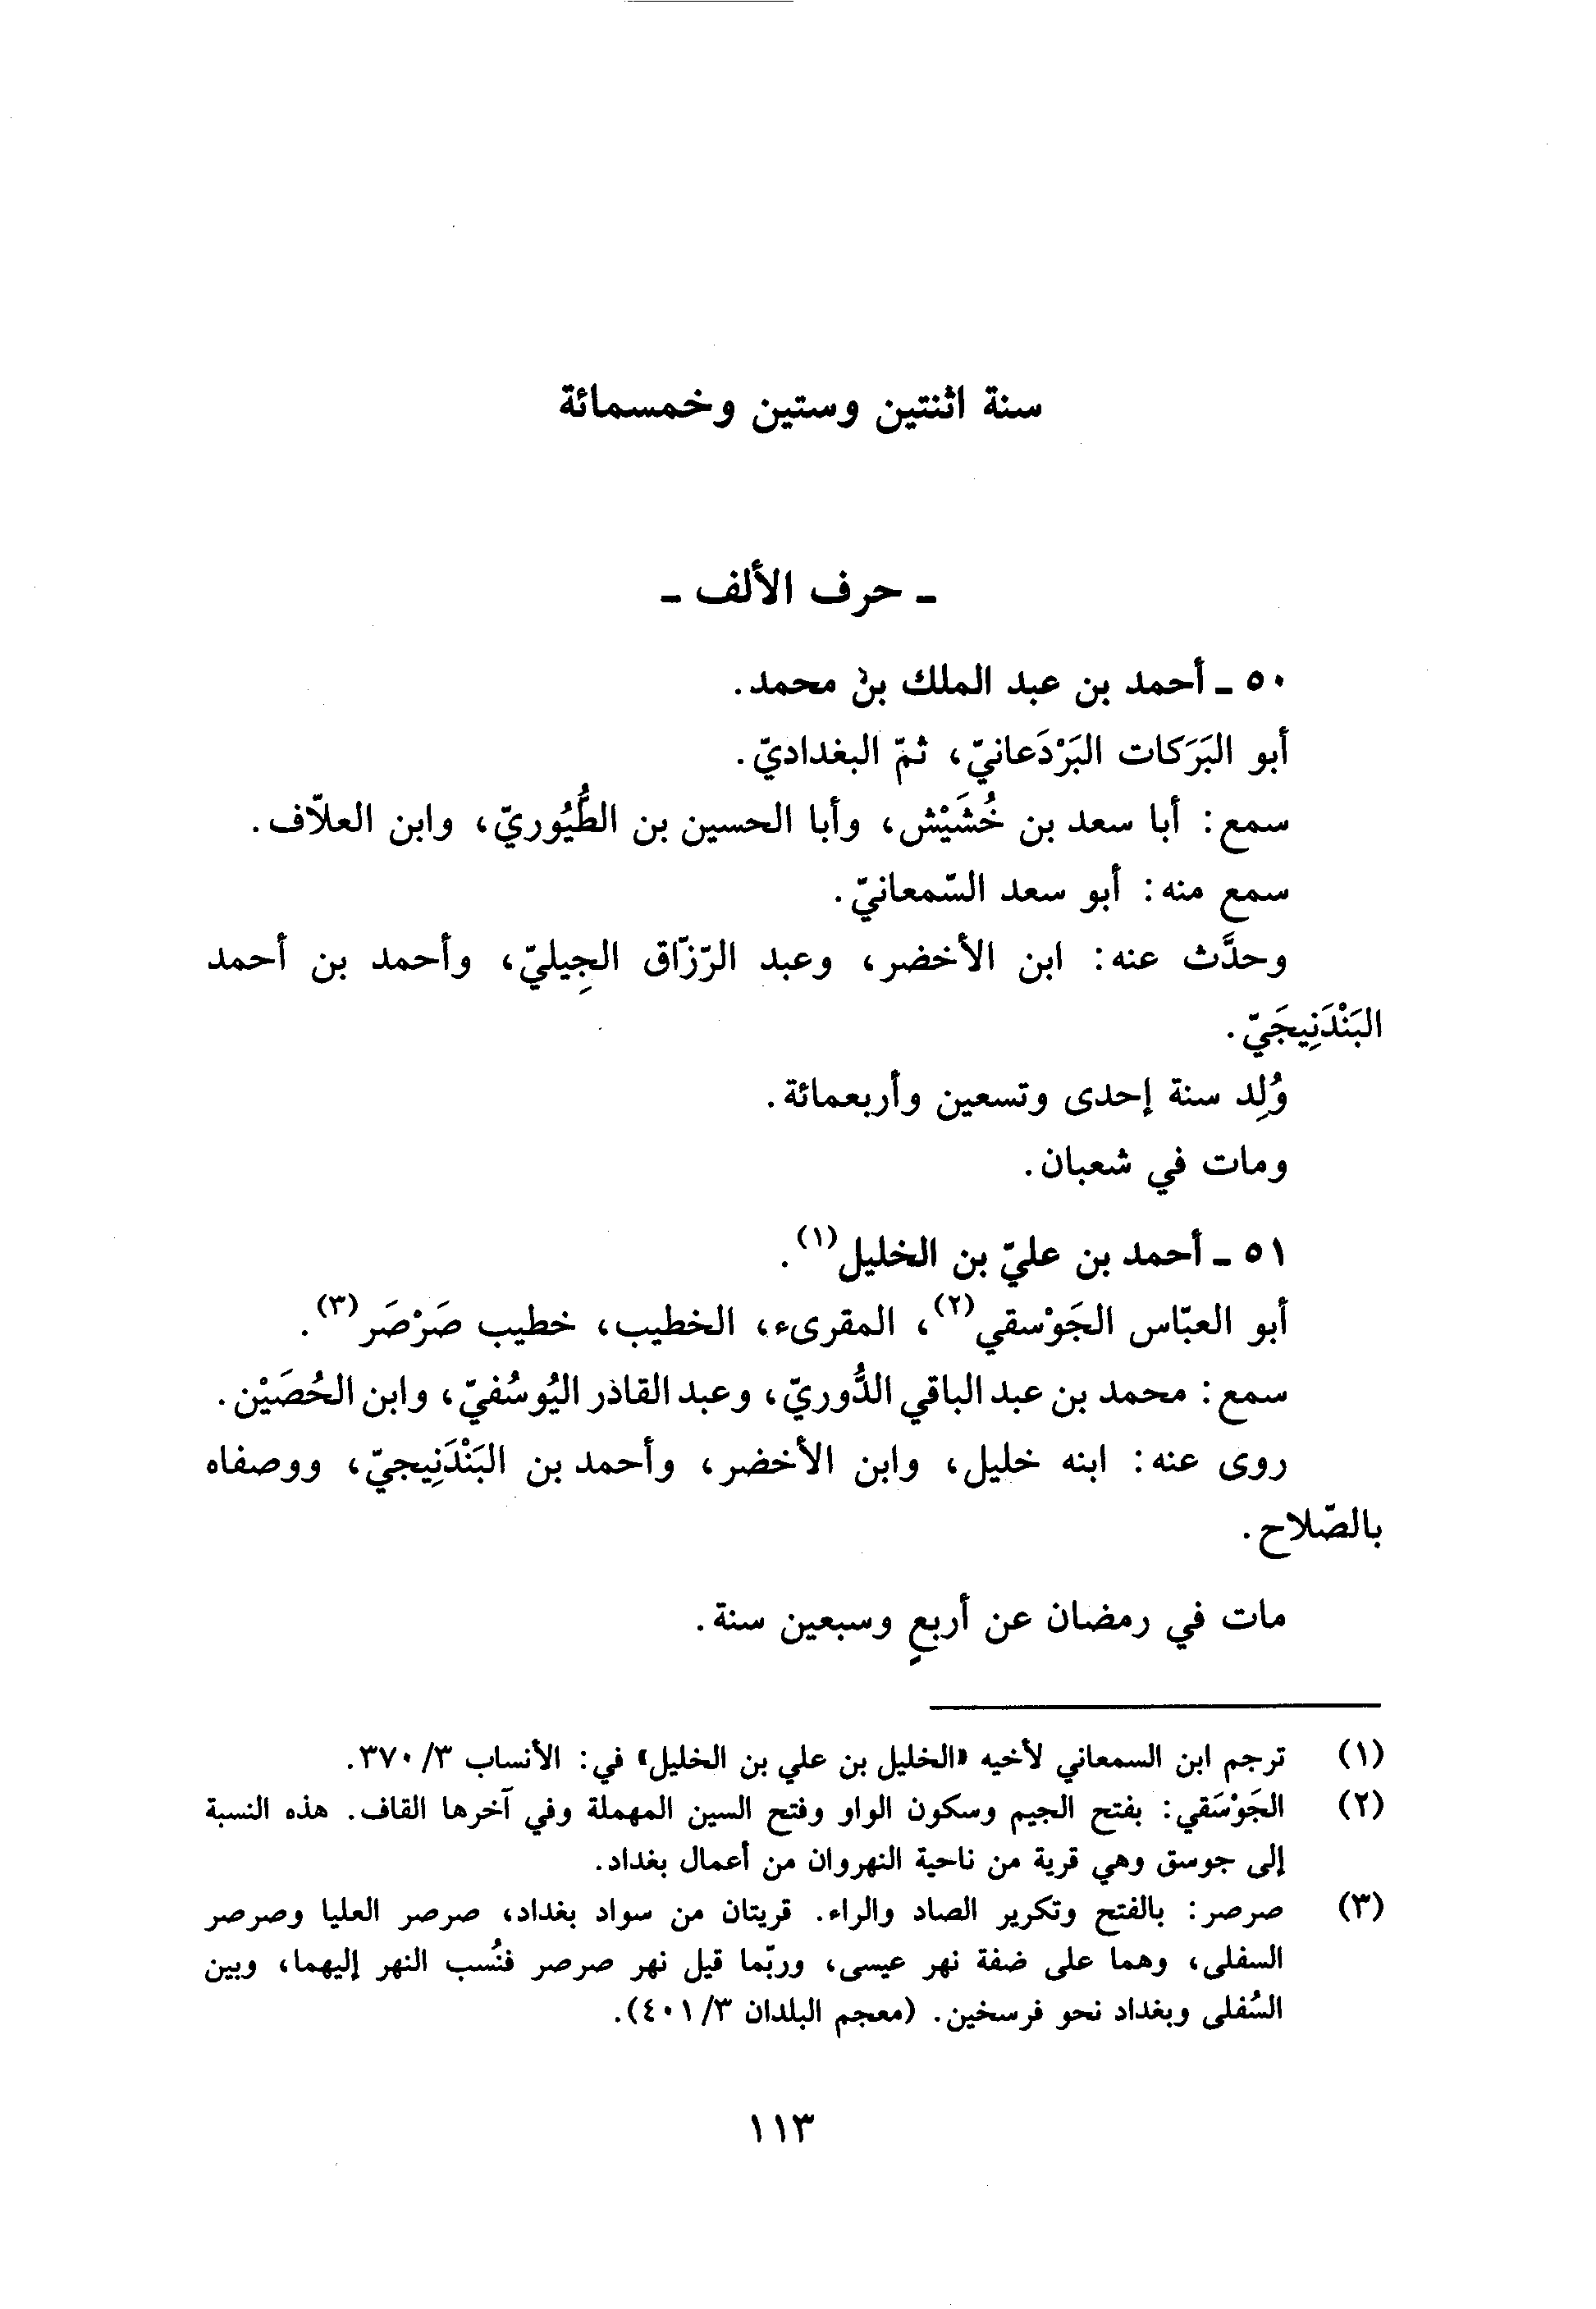 سنة اثنتين وستين وخمسمائة
ـ حرف الألف ـ
٥٠ ـ أحمد بن عبد الملك بن محمد.
أبو البَرَكات البَرْدَعانيّ، ثمّ البغداديّ.
سمع: أبا سعد بن خُشَيْش، وأبا الحسين بن الطُّيُوريّ، وابن العلاّف.
سمع منه: أبو سعد السّمعانيّ.
وحدَّث عنه: ابن الأخضر، وعبد الرّزّاق الجِيليّ، وأحمد بن أحمد
البَنْدَنِيجَيّ.
وُلِد سنة إحدى وتسعين وأربعمائة.
ومات في شعبان.
٥١ ـ أحمد بن عليّ بن الخليل(١).
أبو العبّاس الجَوْسقي(٢)، المقرىء، الخطيب، خطيب صَرْصَر(٣).
سمع: محمد بن عبد الباقي الدُّوريّ، وعبد القاذر اليُوسُفيّ، وابن الحُصَيْن.
روى عنه: ابنه خليل، وابن الأخضر، وأحمد بن البَنْدَنِيجيّ، ووصفاه
بالصّلاح.
مات في رمضان عن أربعٍ وسبعين سنة.
(١) ترجم ابن السمعاني لأخيه «الخليل بن علي بن الخليل» في: الأنساب ٣/ ٣٧٠.
(٢) الجَوْسَقي: بفتح الجيم وسكون الواو وفتح السين المهملة وفي آخرها القاف. هذه النسبة
إلى جوسق وهي قرية من ناحية النهروان من أعمال بغداد.
(٣) صرصر: بالفتح وتكرير الصاد والراء. قريتان من سواد بغداد، صرصر العليا وصرصر
السفلى، وهما على ضفة نهر عيسى، وربّما قيل نهر صرصر فنُسب النهر إليهما، وبين
السُفلى وبغداد نحو فرسخين. (معجم البلدان ٣/ ٤٠١).
١١٣